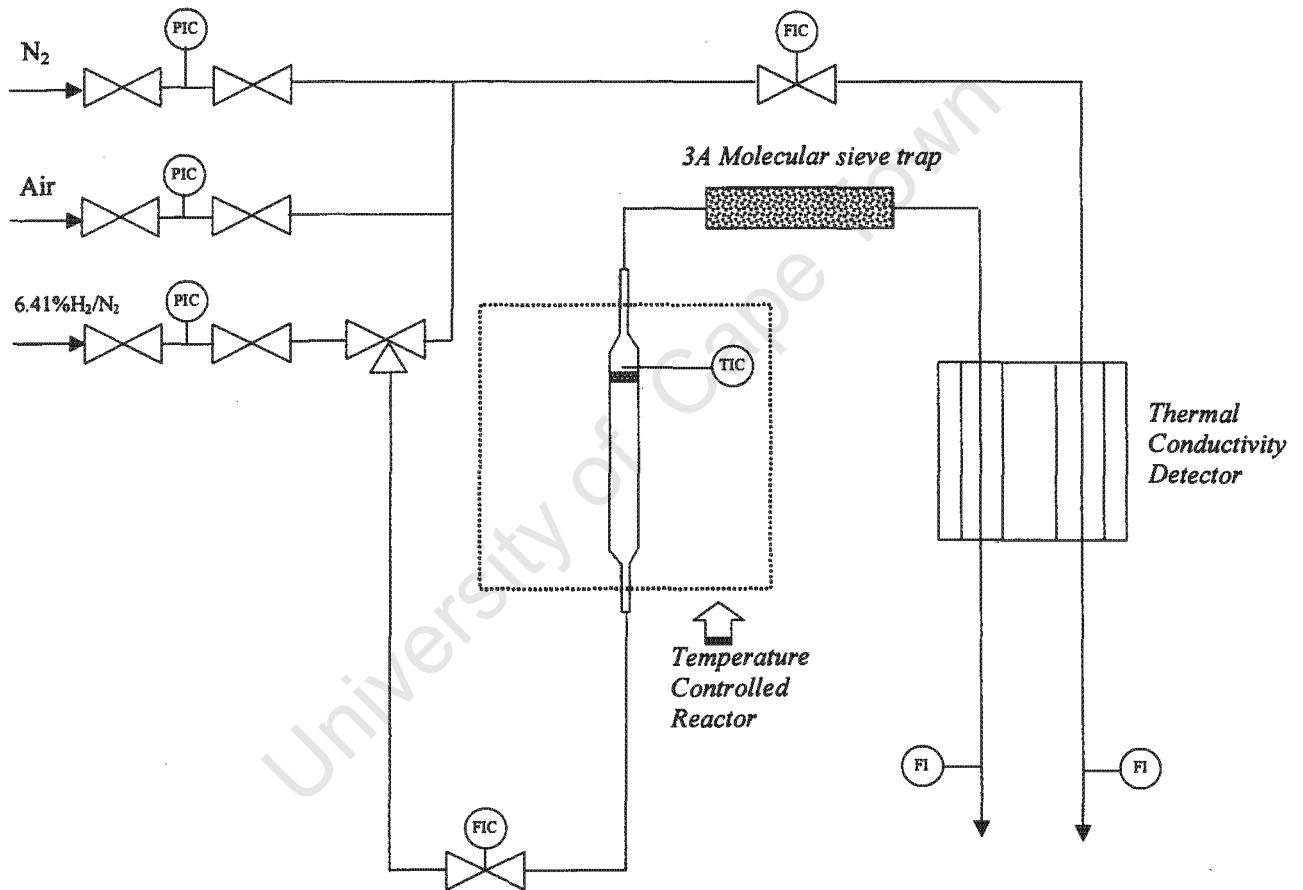 PIC
N₂
FIC
3A Molecular sieve trap
PIC
Air
PIC
6.41%H₂/N₂
TIC
Thermal
Conductivity
Detector
Temperature
Controlled
Reactor
FI
FI
FIC
University of Cape Town